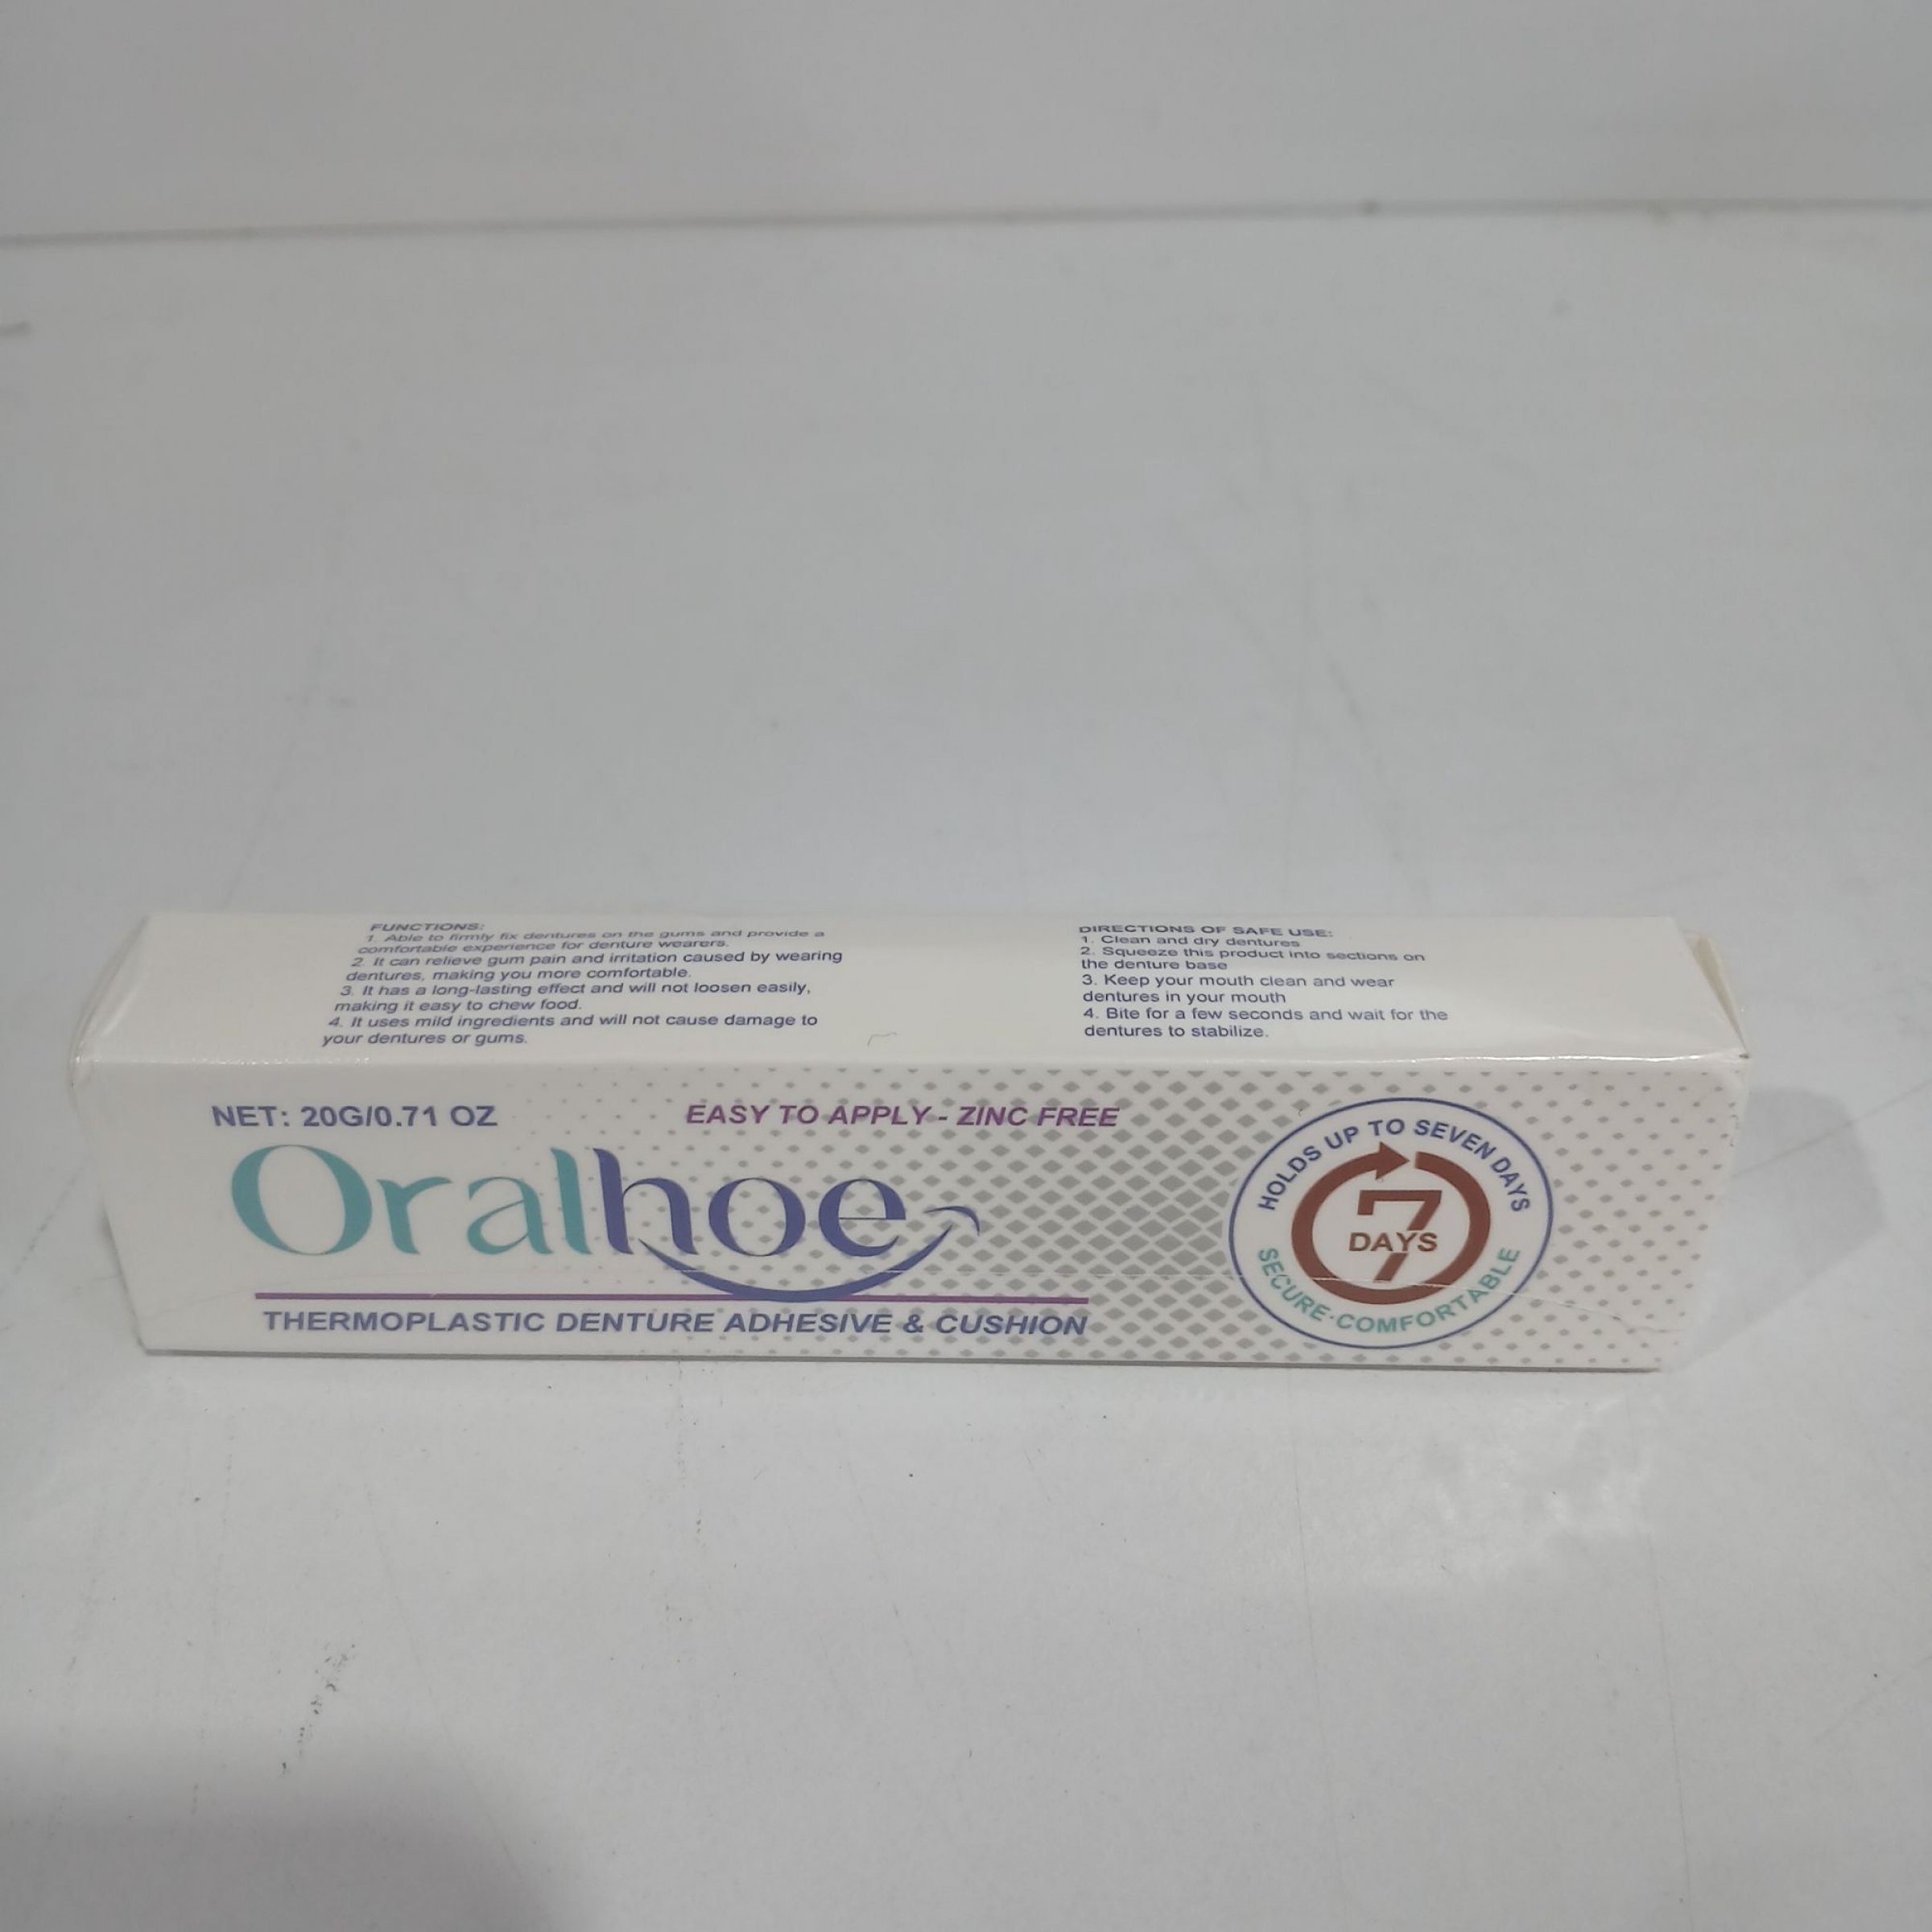 FUNCTIONS:
1. Able to firmly fix dentures on the gums and provide a
comfortable experience for denture wearers.
2. It can relieve gum pain and irritation caused by wearing
dentures, making you more comfortable.
3. It has a long-lasting effect and will not loosen easily,
making it easy to chew food.
4. It uses mild ingredients and will not cause damage to
your dentures or gums.
DIRECTIONS OF SAFE USE:
1. Clean and dry dentures
2. Squeeze this product into sections on
the denture base
3. Keep your mouth clean and wear
dentures in your mouth
4. Bite for a few seconds and wait for the
dentures to stabilize.
NET: 20G/0.71 OZ
EASY TO APPLY - ZINC FREE
Oralhoe
THERMOPLASTIC DENTURE ADHESIVE & CUSHION
HOLDS UP TO SEVEN DAYS
7
DAYS
SECURE·COMFORTABLE